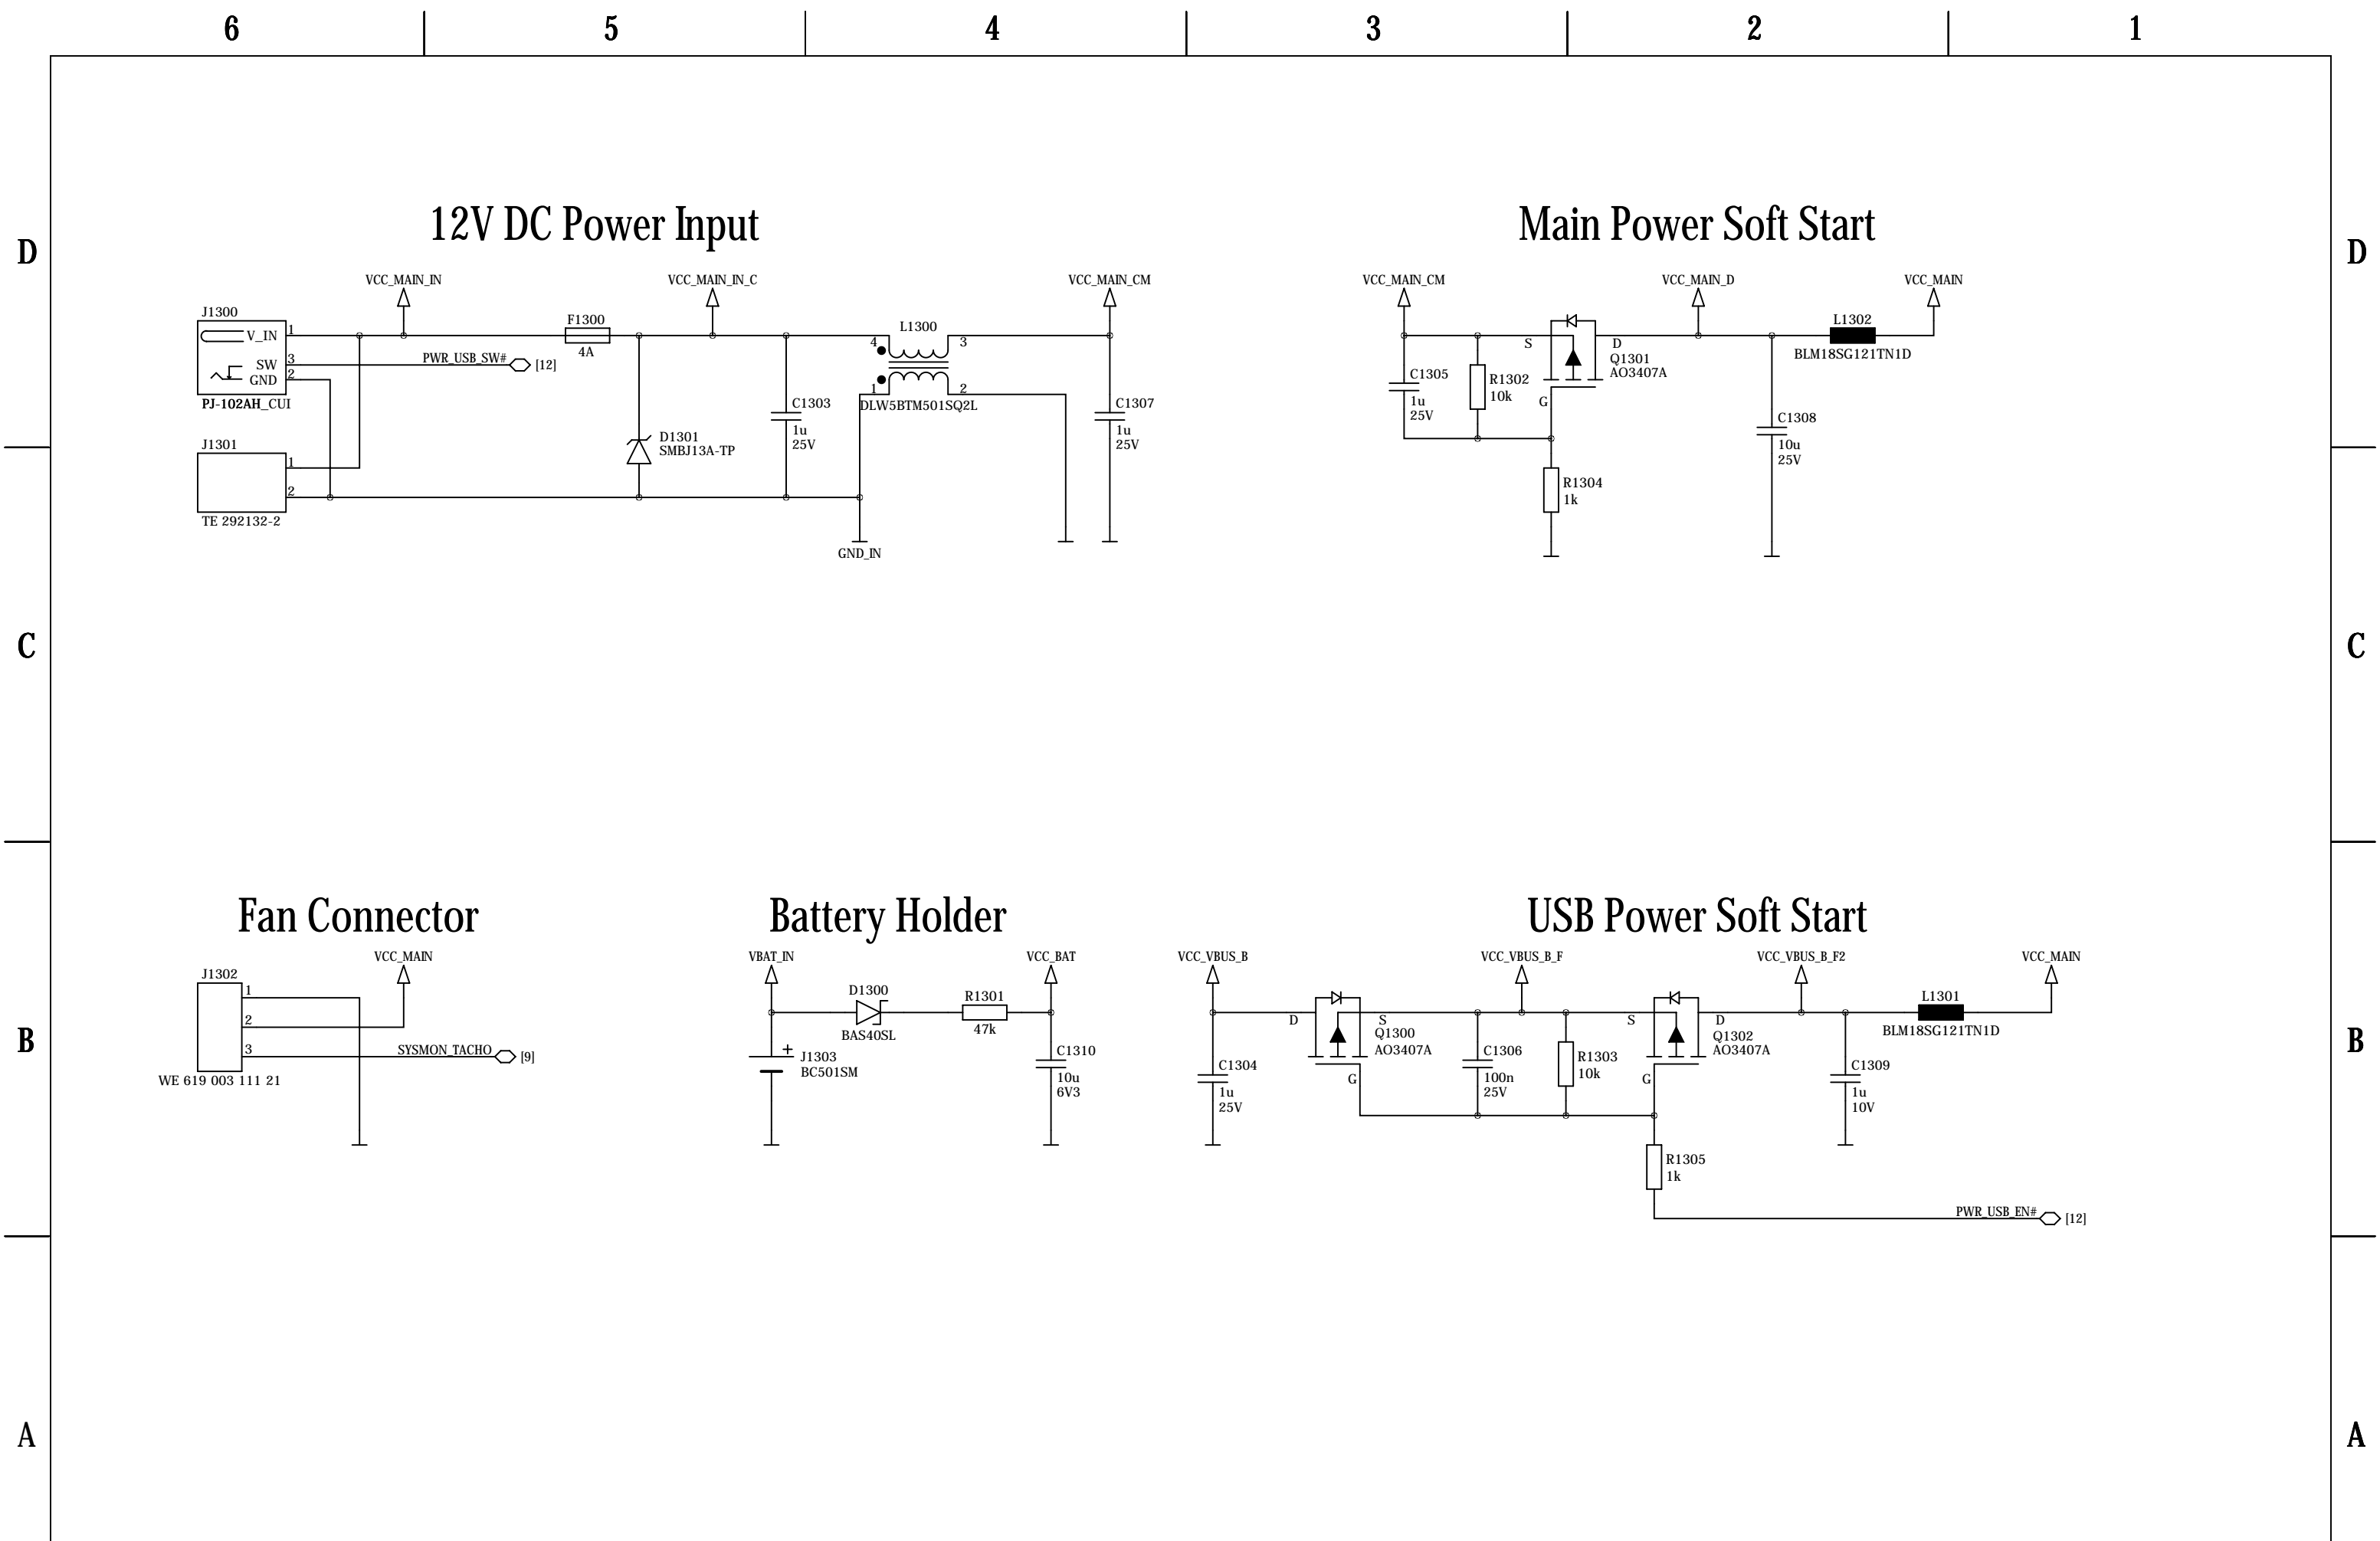 6 5 4 3 2 1
D
D
12V DC Power Input
Main Power Soft Start
VCC_MAIN_IN
VCC_MAIN_IN_C
VCC_MAIN_CM
J1300
V_IN
1
SW
3
GND
2
PJ-102AH_CUI
PWR_USB_SW#
[12]
F1300
4A
L1300
4
3
1
2
DLW5BTM501SQ2L
C1303
1u
25V
C1307
1u
25V
D1301
SMBJ13A-TP
J1301
1
2
TE 292132-2
GND_IN
VCC_MAIN_CM
VCC_MAIN_D
VCC_MAIN
C1305
1u
25V
R1302
10k
S
D
G
Q1301
AO3407A
L1302
BLM18SG121TN1D
C1308
10u
25V
R1304
1k
C
C
Fan Connector
Battery Holder
USB Power Soft Start
VCC_MAIN
J1302
1
2
3
SYSMON_TACHO
[9]
WE 619 003 111 21
VBAT_IN
VCC_BAT
D1300
BAS40SL
R1301
47k
+
J1303
BC501SM
C1310
10u
6V3
VCC_VBUS_B
VCC_VBUS_B_F
VCC_VBUS_B_F2
VCC_MAIN
D
S
G
Q1300
AO3407A
C1304
1u
25V
C1306
100n
25V
R1303
10k
S
D
G
Q1302
AO3407A
L1301
BLM18SG121TN1D
C1309
1u
10V
R1305
1k
PWR_USB_EN#
[12]
B
B
A
A